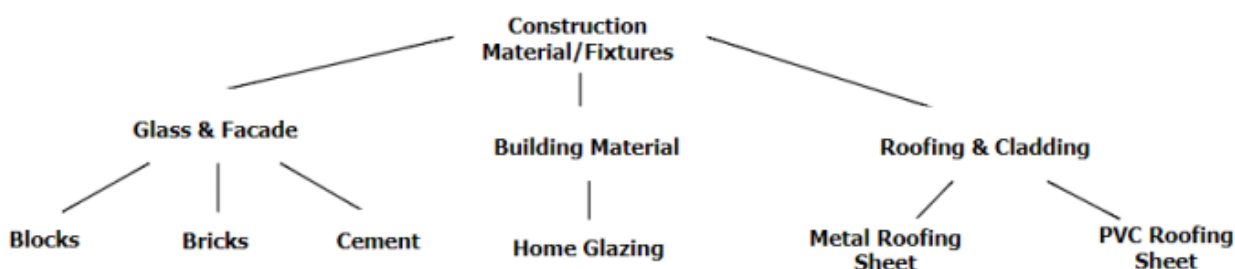 Construction
Material/Fixtures
Glass & Facade
Building Material
Roofing & Cladding
Blocks
Bricks
Cement
Home Glazing
Metal Roofing
Sheet
PVC Roofing
Sheet